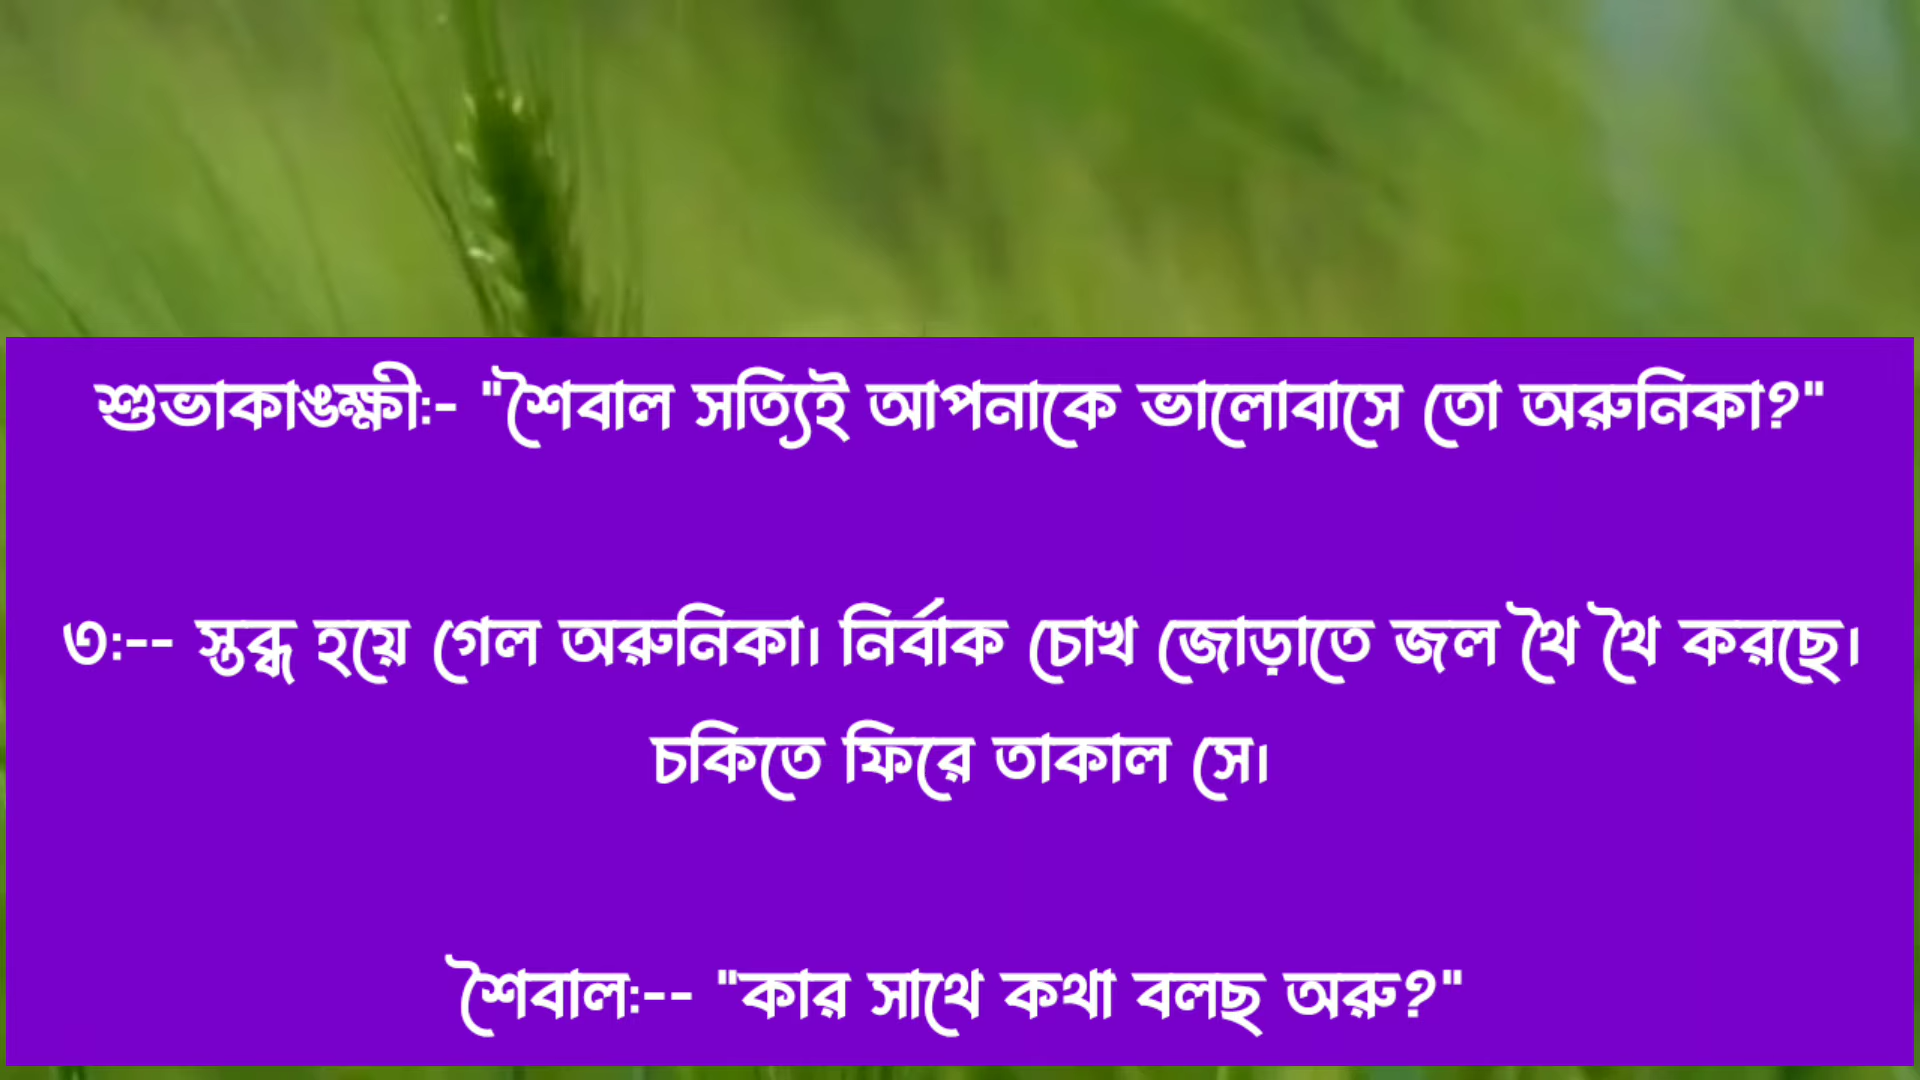 শুভাকাঙ্ক্ষী:- "শৈবাল সত্যিই আপনাকে ভালোবাসে তো অরুনিকা?"
৩:-- স্তব্ধ হয়ে গেল অরুনিকা। নির্বাক চোখ জোড়াতে জল থৈ থৈ করছে।
চকিতে ফিরে তাকাল সে।
শৈবাল:-- "কার সাথে কথা বলছ অরু?"